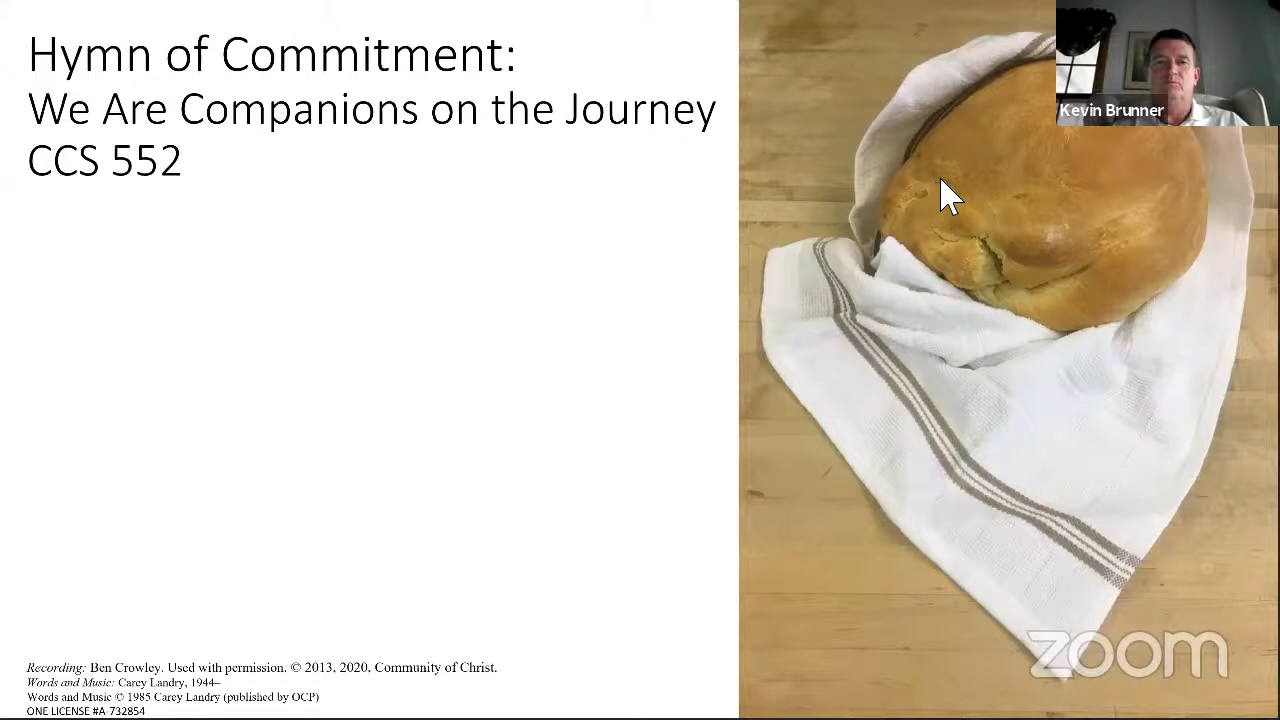 Hymn of Commitment:
We Are Companions on the Journey
CCS 552
Kevin Brunner
Recording: Ben Crowley. Used with permission. © 2013, 2020, Community of Christ.
Words and Music: Carey Landry, 1944–
Words and Music © 1985 Carey Landry (published by OCP)
ONE LICENSE #A-732854
zoom